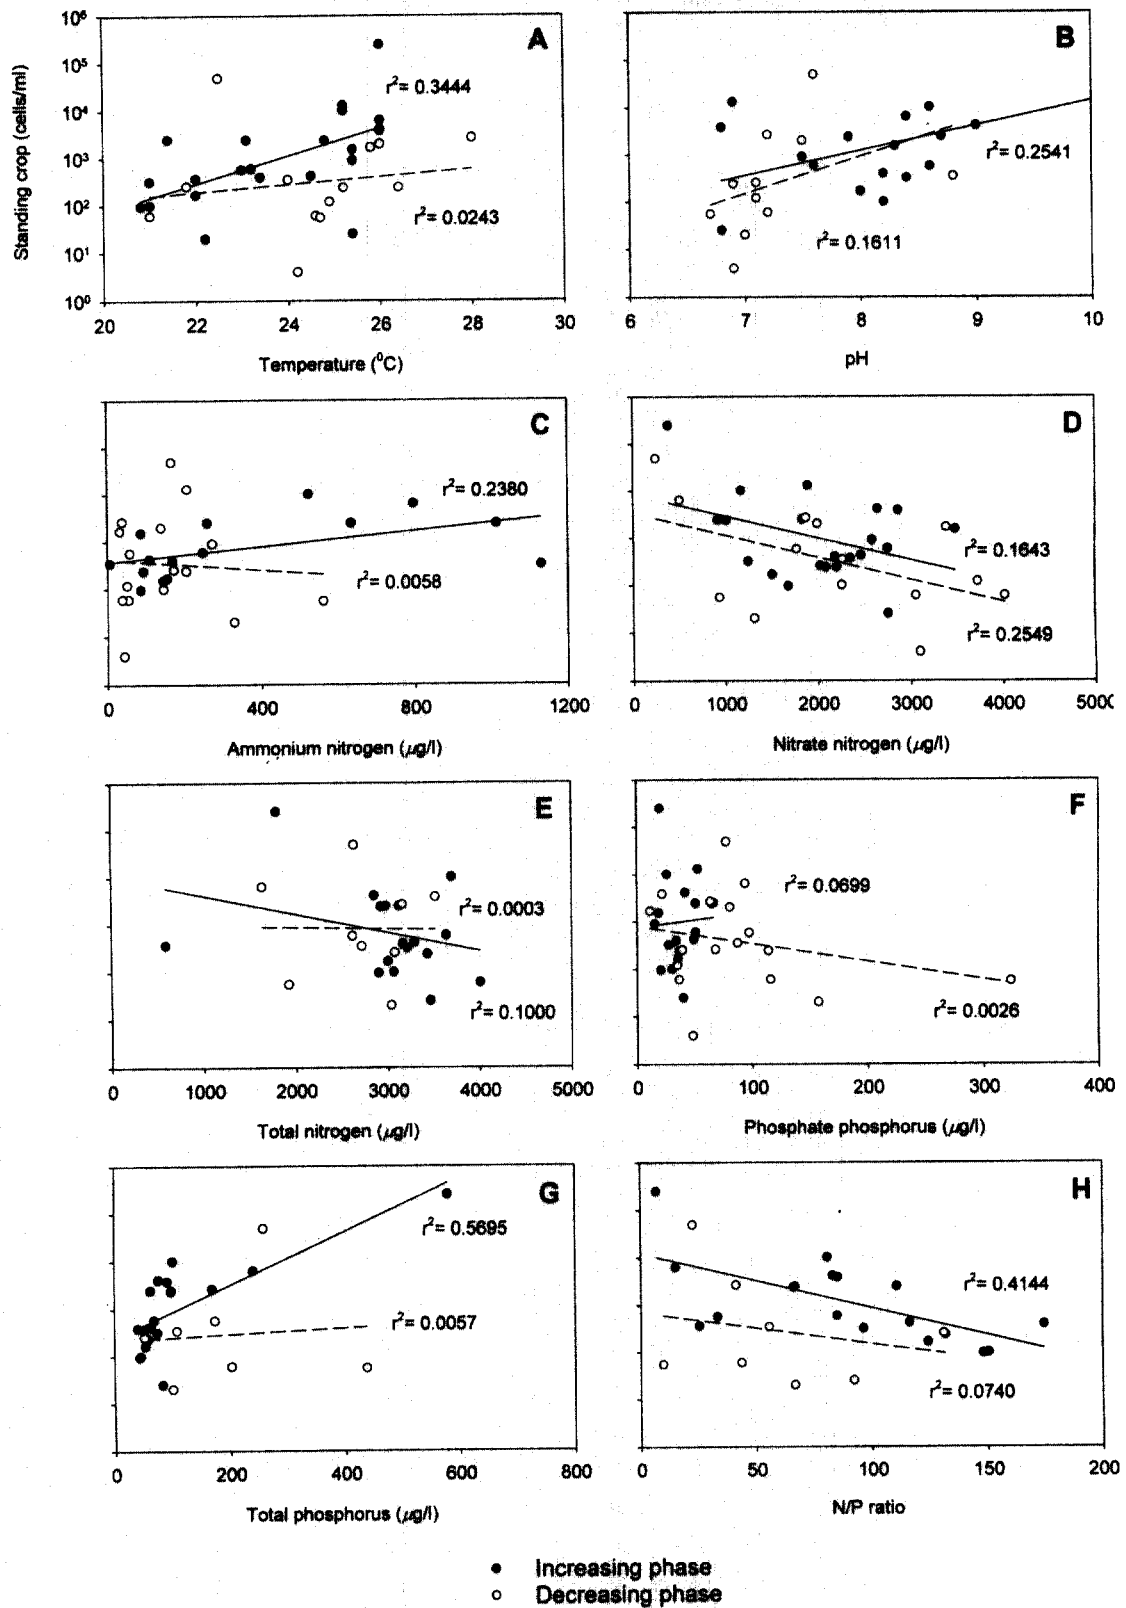 A
B
10⁶
10⁵
10⁴
10³
10²
10¹
10⁰
Standing crop (cells/ml)
r²= 0.3444
r²= 0.0243
r²= 0.2541
r²= 0.1611
20 22 24 26 28 30
6 7 8 9 10
Temperature (⁰C)
pH
C
D
r²= 0.2380
r²= 0.0058
r²= 0.1643
r²= 0.2549
0 400 800 1200
0 1000 2000 3000 4000 5000
Ammonium nitrogen (μg/l)
Nitrate nitrogen (μg/l)
E
F
r²= 0.0003
r²= 0.1000
r²= 0.0699
r²= 0.0026
0 1000 2000 3000 4000 5000
0 100 200 300 400
Total nitrogen (μg/l)
Phosphate phosphorus (μg/l)
G
H
r²= 0.5695
r²= 0.0057
r²= 0.4144
r²= 0.0740
0 200 400 600 800
0 50 100 150 200
Total phosphorus (μg/l)
N/P ratio
Increasing phase
Decreasing phase